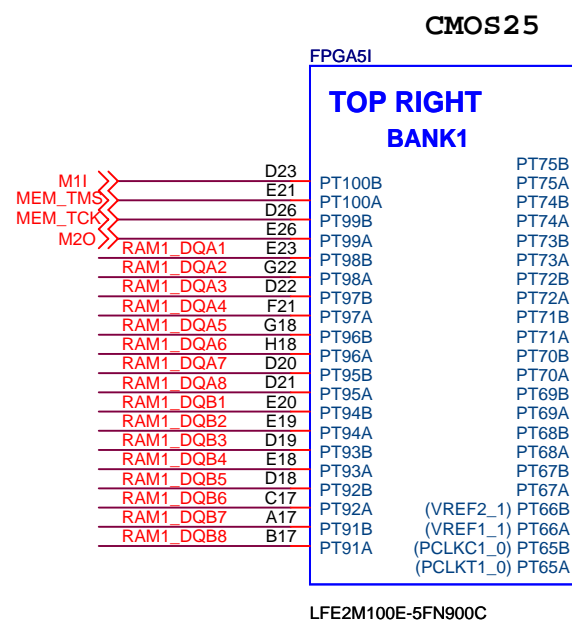 CMOS25
FPGA5I
TOP RIGHT
BANK1
M1I D23 PT100B PT75B
MEM_TMS E21 PT100A PT75A
MEM_TCK D26 PT99B PT74B
M2O E26 PT99A PT74A
RAM1_DQA1 E23 PT98B PT73B
RAM1_DQA2 G22 PT98A PT73A
RAM1_DQA3 D22 PT97B PT72B
RAM1_DQA4 F21 PT97A PT72A
RAM1_DQA5 G18 PT96B PT71B
RAM1_DQA6 H18 PT96A PT71A
RAM1_DQA7 D20 PT95B PT70B
RAM1_DQA8 D21 PT95A PT70A
RAM1_DQB1 E20 PT94B PT69B
RAM1_DQB2 E19 PT94A PT69A
RAM1_DQB3 D19 PT93B PT68B
RAM1_DQB4 E18 PT93A PT68A
RAM1_DQB5 D18 PT92B PT67B
RAM1_DQB6 C17 PT92A PT67A
RAM1_DQB7 A17 PT91B (VREF2_1) PT66B
RAM1_DQB8 B17 PT91A (VREF1_1) PT66A
(PCLKC1_0) PT65B
(PCLKT1_0) PT65A
LFE2M100E-5FN900C